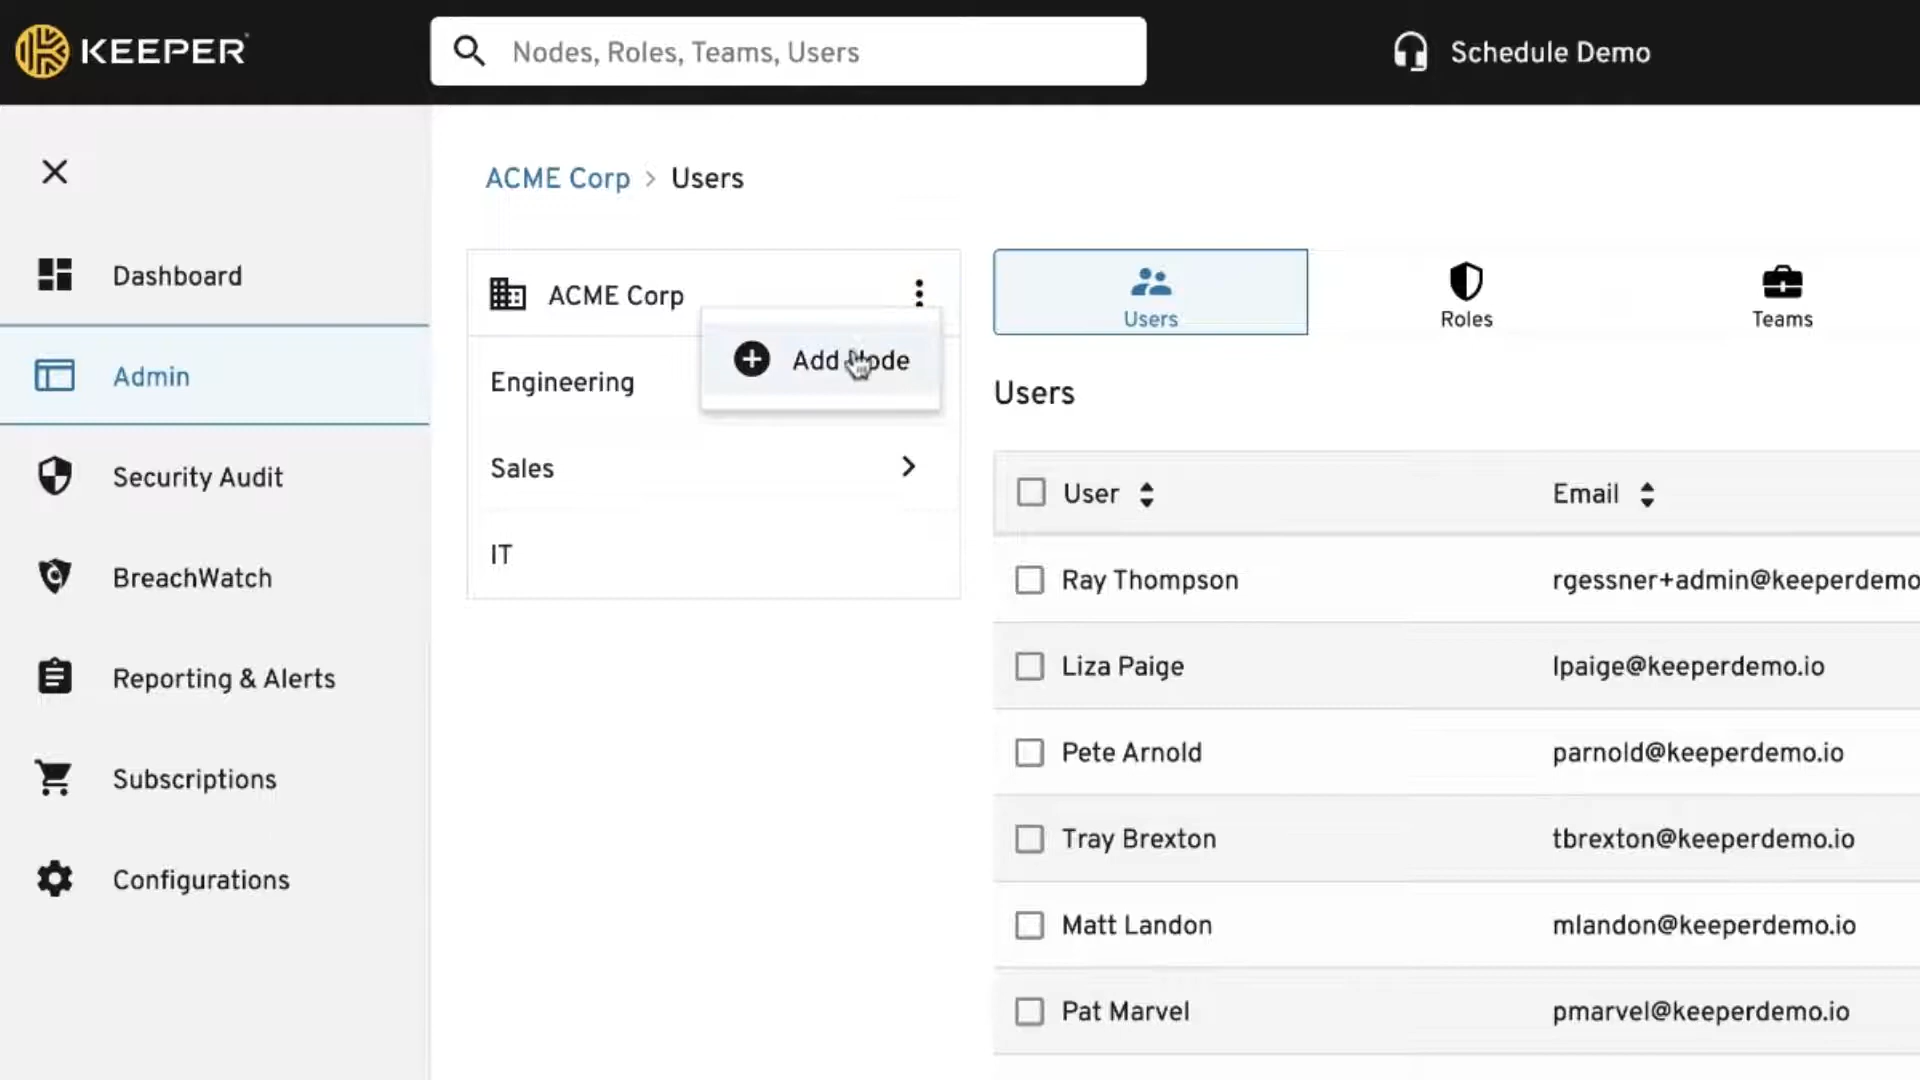 KEEPER
Nodes, Roles, Teams, Users
Schedule Demo
ACME Corp > Users
Dashboard
Admin
Security Audit
BreachWatch
Reporting & Alerts
Subscriptions
Configurations
ACME Corp
Add Node
Engineering
Sales
IT
Users
Roles
Teams
Users
User
Email
Ray Thompson
rgessner+admin@keeperdemo
Liza Paige
lpaige@keeperdemo.io
Pete Arnold
parnold@keeperdemo.io
Tray Brexton
tbrexton@keeperdemo.io
Matt Landon
mlandon@keeperdemo.io
Pat Marvel
pmarvel@keeperdemo.io